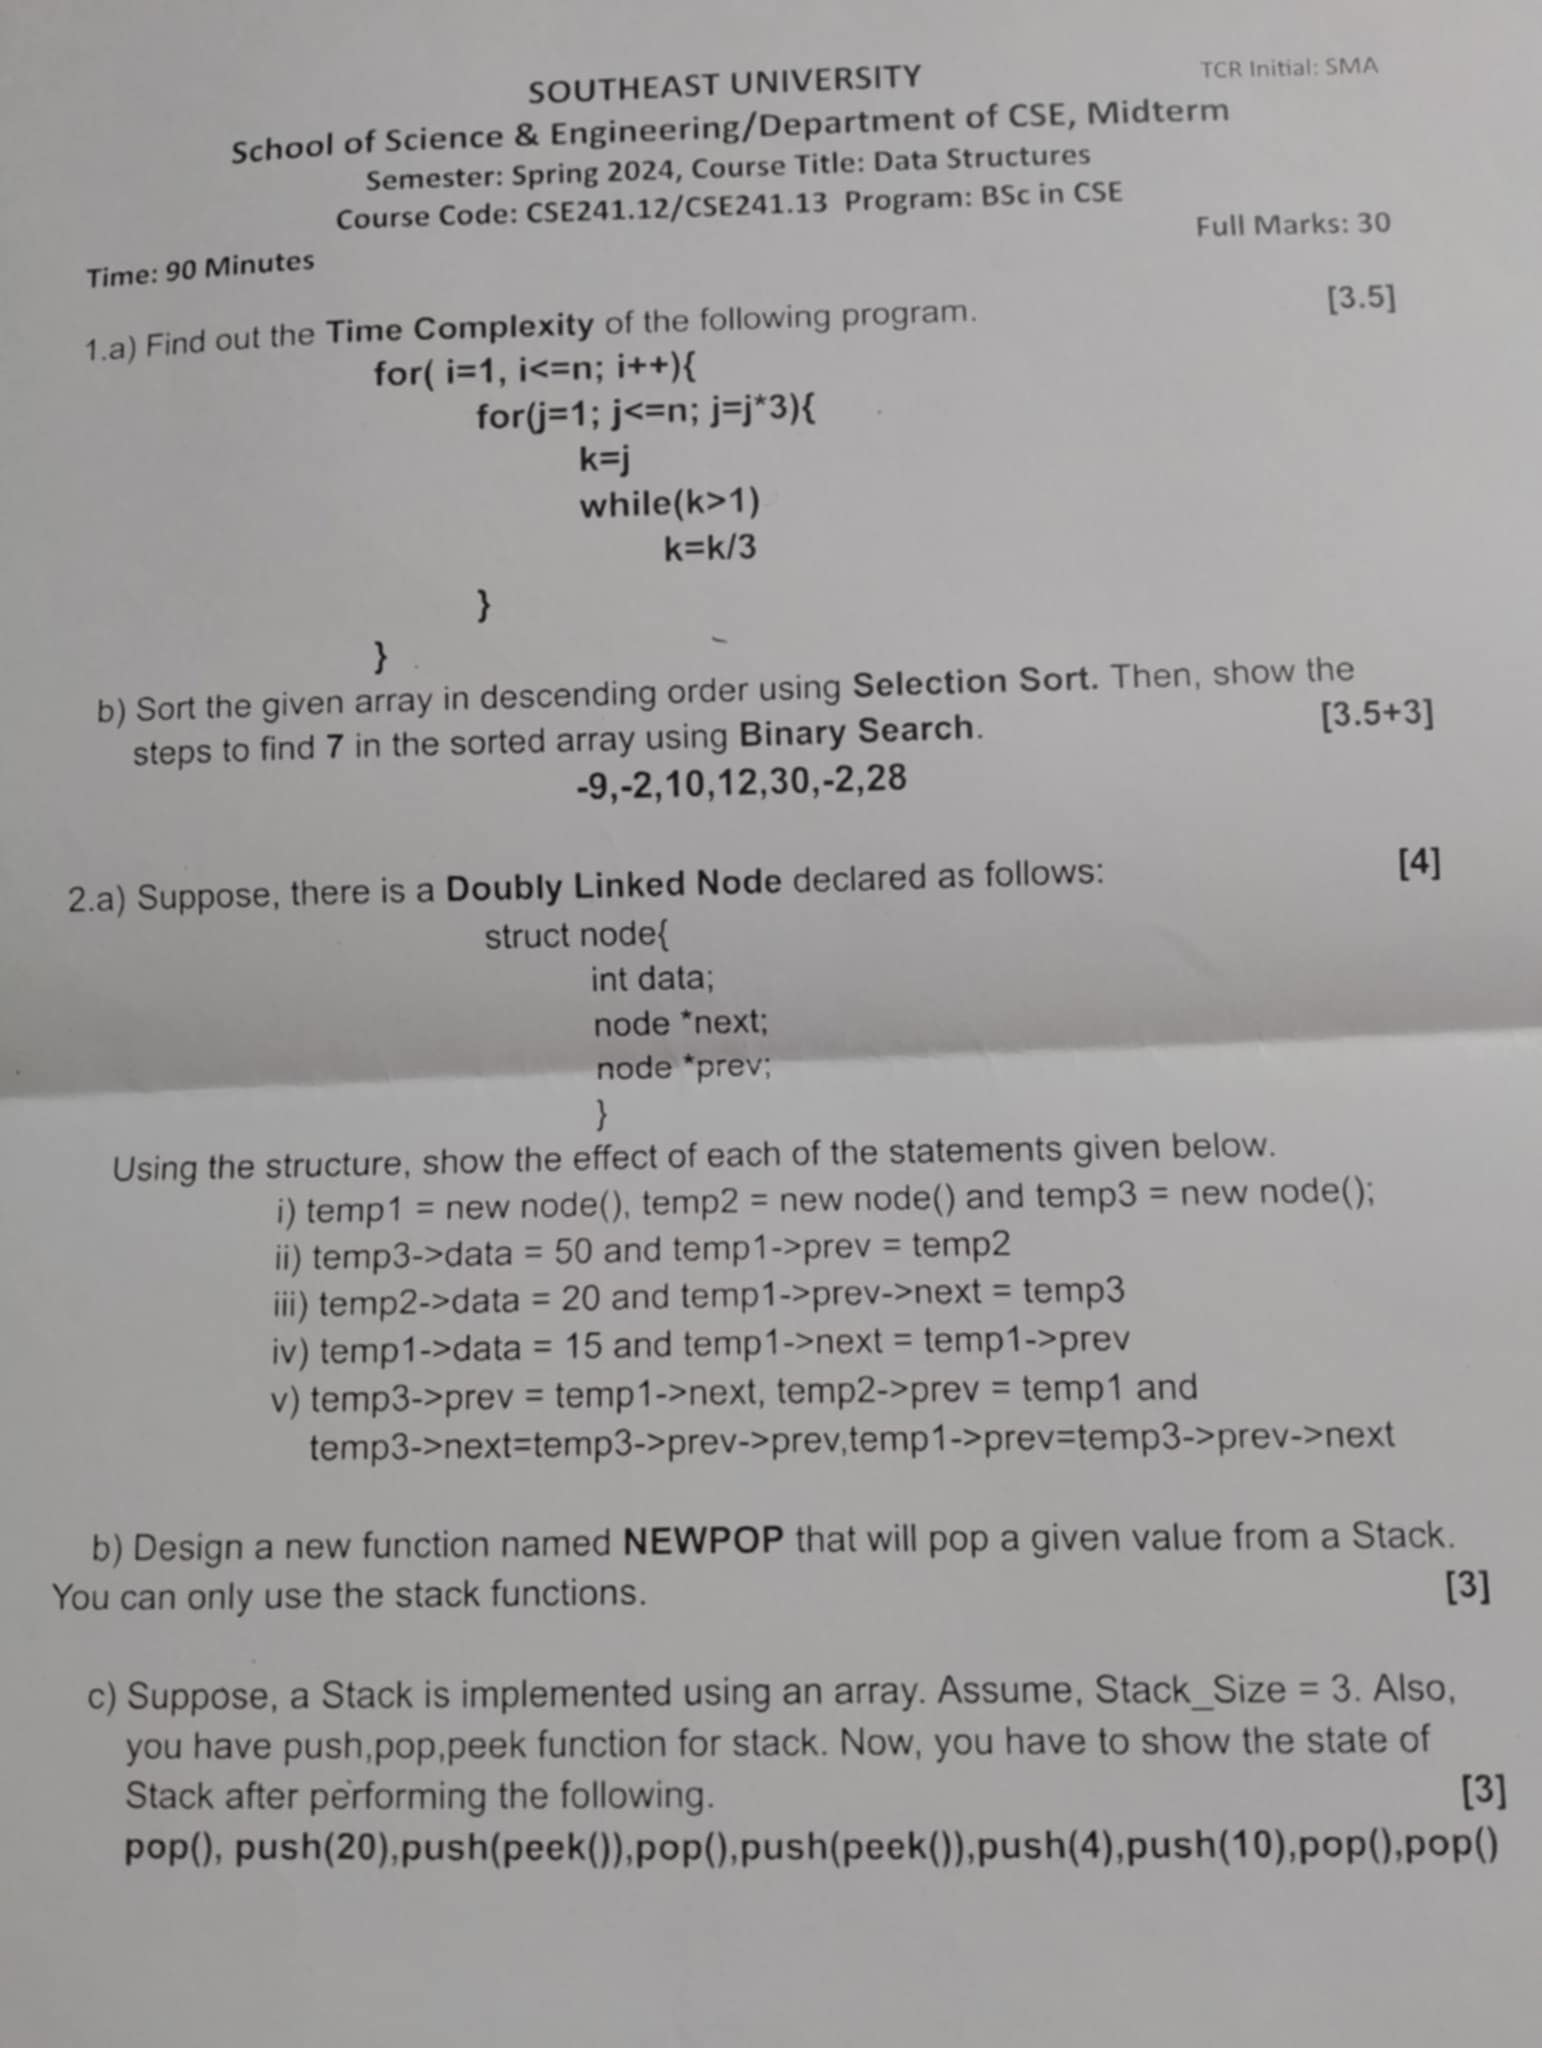 TCR Initial: SMA
SOUTHEAST UNIVERSITY
School of Science & Engineering/Department of CSE, Midterm
Semester: Spring 2024, Course Title: Data Structures
Course Code: CSE241.12/CSE241.13 Program: BSc in CSE
Full Marks: 30
Time: 90 Minutes
1.a) Find out the Time Complexity of the following program. [3.5]
for( i=1, i<=n; i++){
for(j=1; j<=n; j=j*3){
k=j
while(k>1)
k=k/3
}
}
b) Sort the given array in descending order using Selection Sort. Then, show the
steps to find 7 in the sorted array using Binary Search. [3.5+3]
-9,-2,10,12,30,-2,28
2.a) Suppose, there is a Doubly Linked Node declared as follows: [4]
struct node{
int data;
node *next;
node *prev;
}
Using the structure, show the effect of each of the statements given below.
i) temp1 = new node(), temp2 = new node() and temp3 = new node();
ii) temp3->data = 50 and temp1->prev = temp2
iii) temp2->data = 20 and temp1->prev->next = temp3
iv) temp1->data = 15 and temp1->next = temp1->prev
v) temp3->prev = temp1->next, temp2->prev = temp1 and
temp3->next=temp3->prev->prev,temp1->prev=temp3->prev->next
b) Design a new function named NEWPOP that will pop a given value from a Stack.
You can only use the stack functions. [3]
c) Suppose, a Stack is implemented using an array. Assume, Stack_Size = 3. Also,
you have push,pop,peek function for stack. Now, you have to show the state of
Stack after performing the following. [3]
pop(), push(20),push(peek()),pop(),push(peek()),push(4),push(10),pop(),pop()